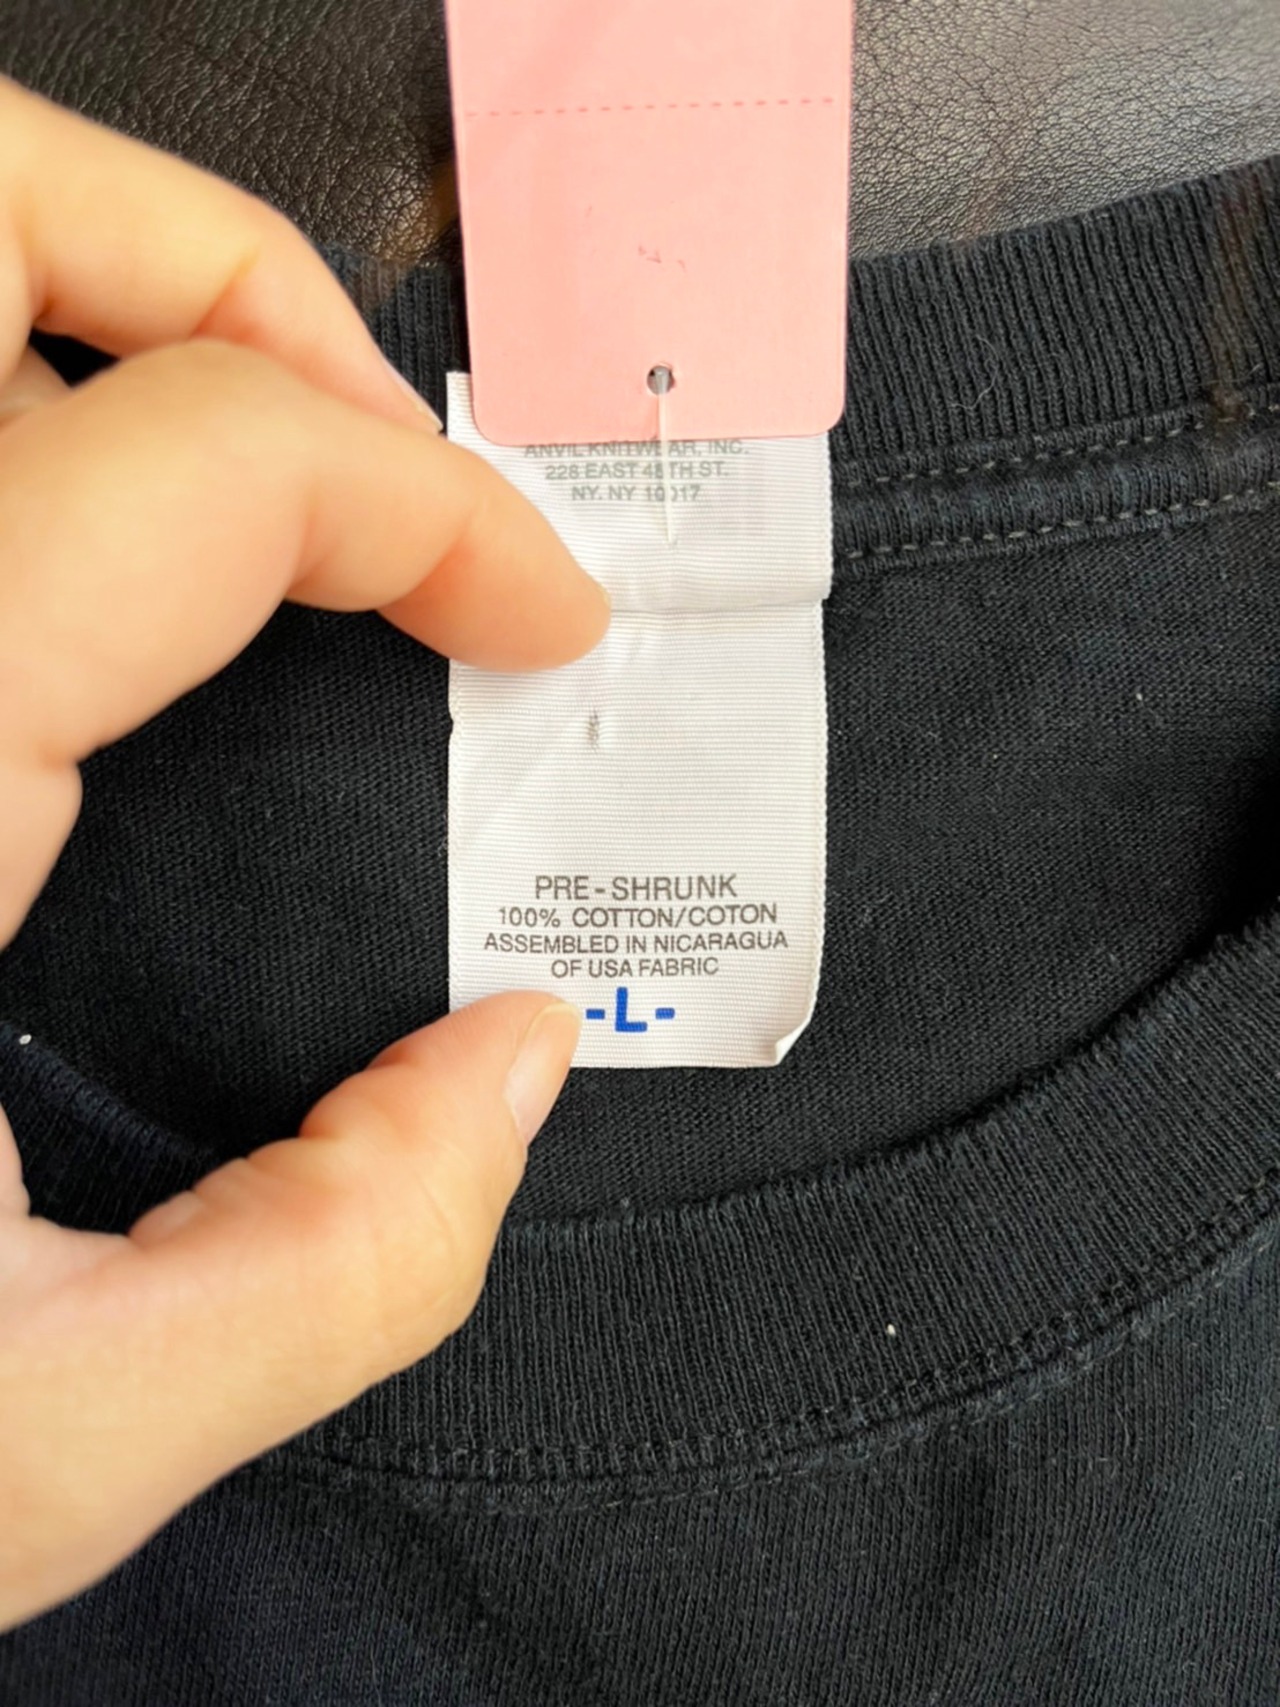 ANVIL KNITWEAR, INC.
228 EAST 45TH ST.
NY. NY 10017
PRE-SHRUNK
100% COTTON/COTON
ASSEMBLED IN NICARAGUA
OF USA FABRIC
-L-